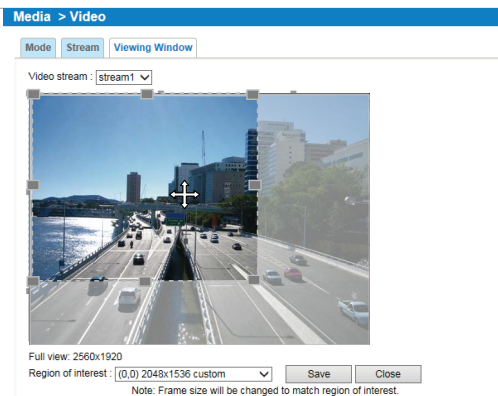 Media > Video
Mode Stream Viewing Window
Video stream : stream1
Full view: 2560x1920
Region of interest : (0,0) 2048x1536 custom Save Close
Note: Frame size will be changed to match region of interest.